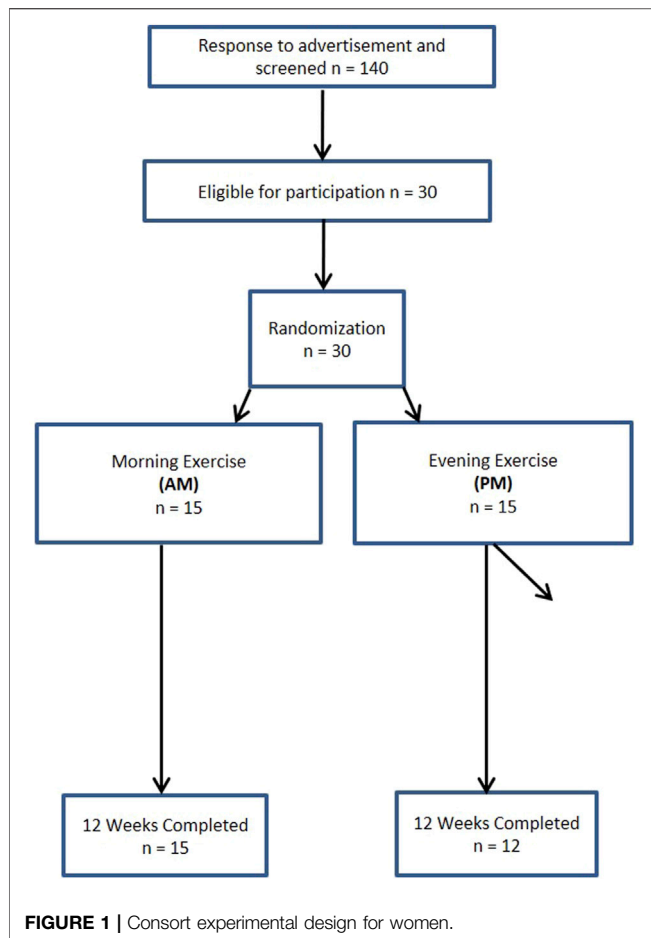 Response to advertisement and
screened n = 140
Eligible for participation n = 30
Randomization
n = 30
Morning Exercise
(AM)
n = 15
Evening Exercise
(PM)
n = 15
12 Weeks Completed
n = 15
12 Weeks Completed
n = 12
FIGURE 1 | Consort experimental design for women.